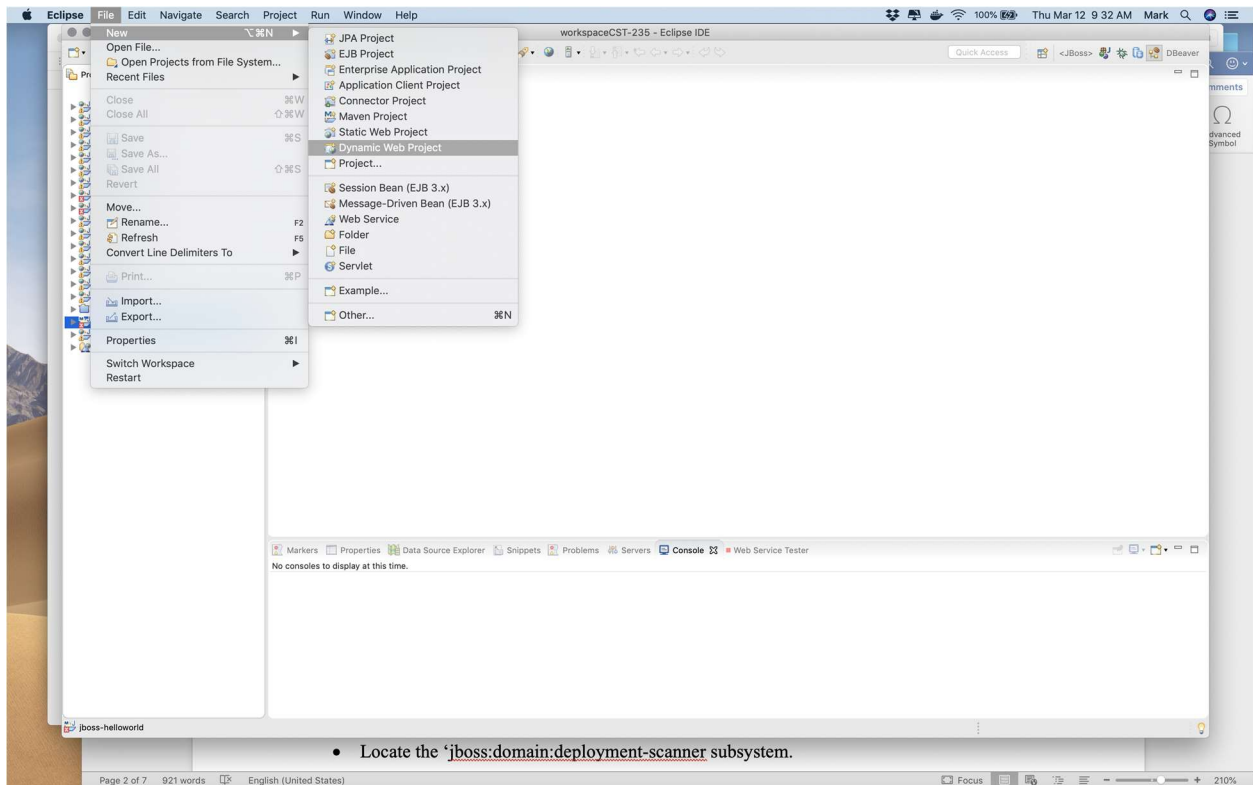 Eclipse File Edit Navigate Search Project Run Window Help 100% Thu Mar 12 9 32 AM Mark
workspaceCST-235 - Eclipse IDE
New ⌥⌘N
Open File...
Open Projects from File System...
Recent Files
Close ⌘W
Close All ⇧⌘W
Save ⌘S
Save As...
Save All ⇧⌘S
Revert
Move...
Rename... F2
Refresh F5
Convert Line Delimiters To
Print... ⌘P
Import...
Export...
Properties ⌘I
Switch Workspace
Restart
JPA Project
EJB Project
Enterprise Application Project
Application Client Project
Connector Project
Maven Project
Static Web Project
Dynamic Web Project
Project...
Session Bean (EJB 3.x)
Message-Driven Bean (EJB 3.x)
Web Service
Folder
File
Servlet
Example...
Other... ⌘N
Quick Access <JBoss> DBeaver
Pr
mments
dvanced
Symbol
Markers Properties Data Source Explorer Snippets Problems Servers Console Web Service Tester
No consoles to display at this time.
jboss-helloworld
• Locate the ‘jboss:domain:deployment-scanner subsystem.
Page 2 of 7 921 words English (United States) Focus 210%